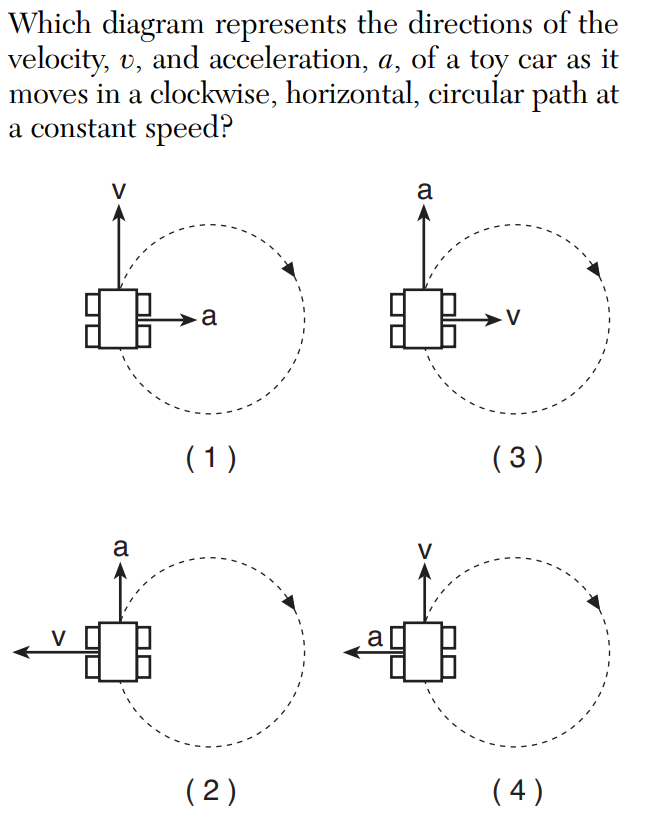 Which diagram represents the directions of the
velocity, v, and acceleration, a, of a toy car as it
moves in a clockwise, horizontal, circular path at
a constant speed?
v
a
(1)
a
v
(3)
a
v
(2)
v
a
(4)